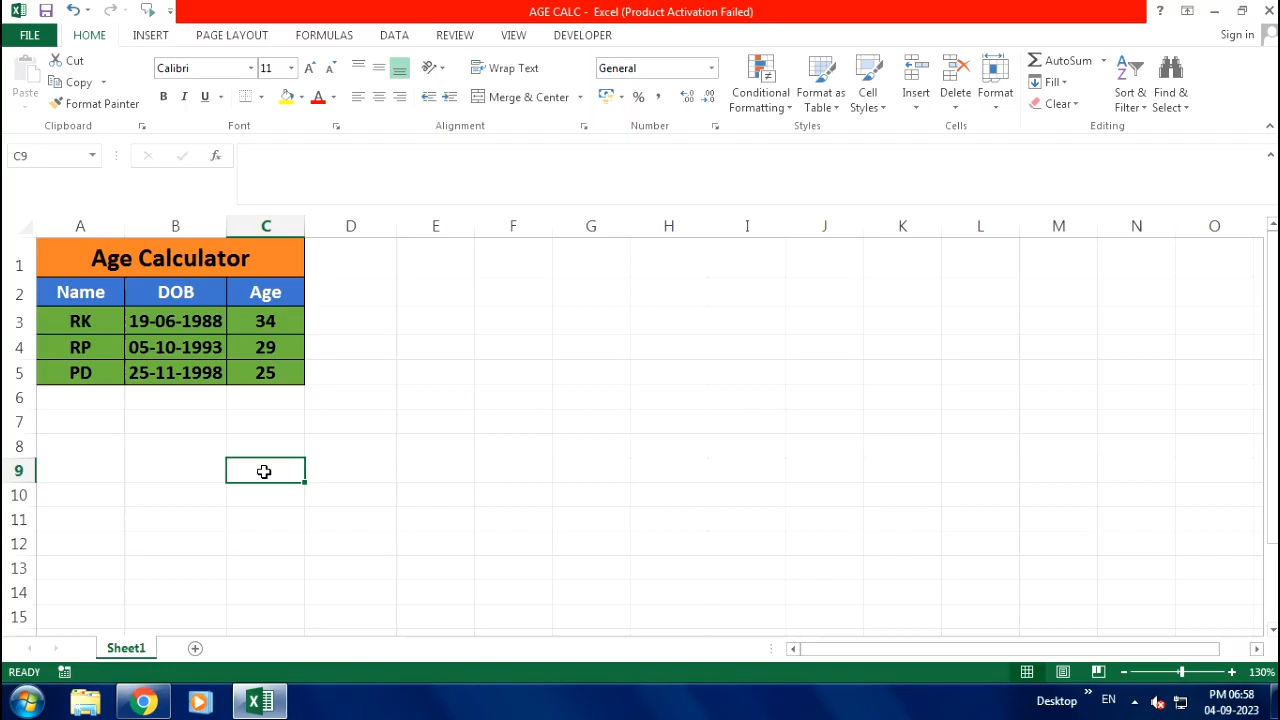 AGE CALC - Excel (Product Activation Failed)
?
FILE HOME INSERT PAGE LAYOUT FORMULAS DATA REVIEW VIEW DEVELOPER Sign in
Paste
Cut
Copy
Format Painter
Clipboard
Calibri 11
B I U A
Font
Wrap Text
Merge & Center
Alignment
General
% ,
Number
Conditional Formatting
Format as Table
Cell Styles
Styles
Insert
Delete
Format
Cells
AutoSum
Fill
Clear
Sort & Filter
Find & Select
Editing
C9 fx
A B C D E F G H I J K L M N O
1 Age Calculator
2 Name DOB Age
3 RK 19-06-1988 34
4 RP 05-10-1993 29
5 PD 25-11-1998 25
6
7
8
9
10
11
12
13
14
15
Sheet1
READY 130%
Desktop » EN PM 06:58
04-09-2023